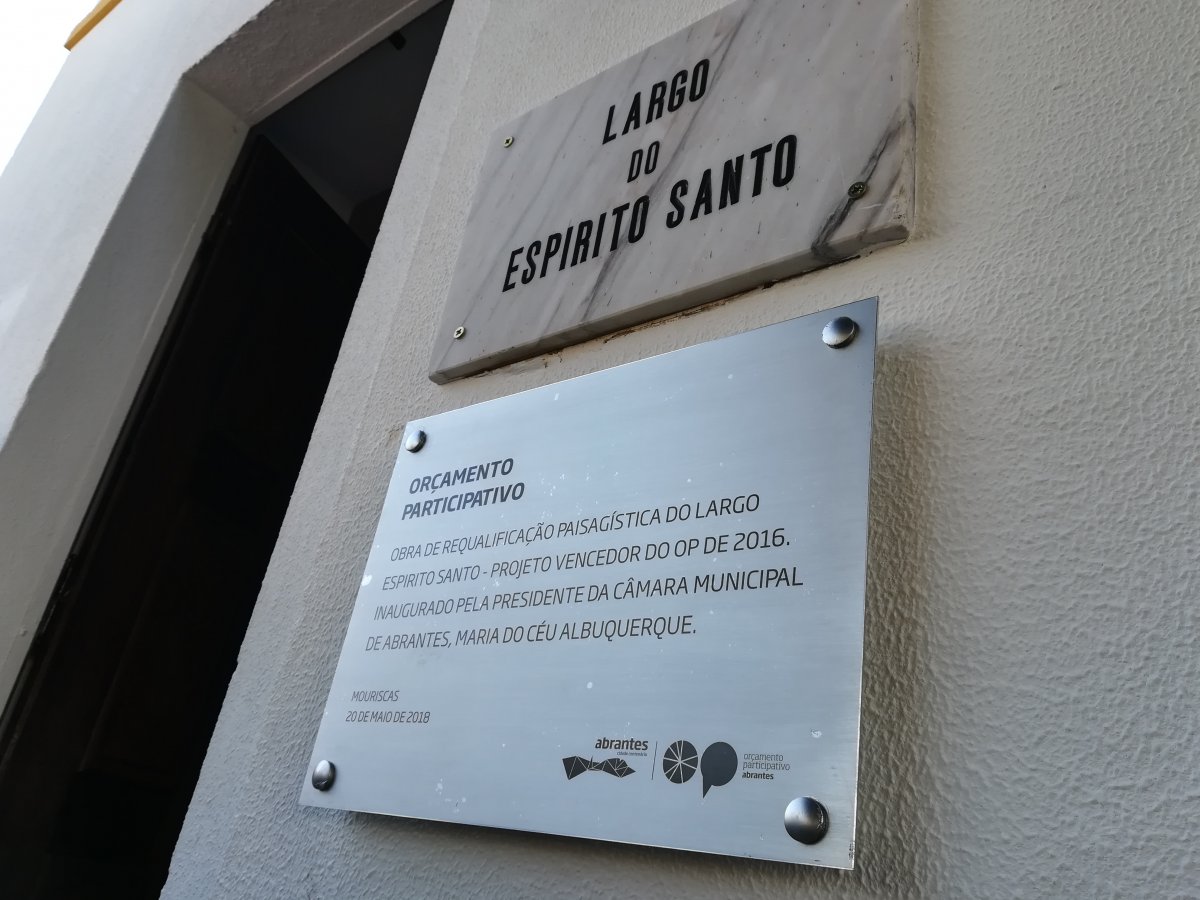 LARGO
DO
ESPIRITO SANTO
ORÇAMENTO
PARTICIPATIVO
OBRA DE REQUALIFICAÇÃO PAISAGÍSTICA DO LARGO
ESPIRITO SANTO - PROJETO VENCEDOR DO OP DE 2016.
INAUGURADO PELA PRESIDENTE DA CÂMARA MUNICIPAL
DE ABRANTES, MARIA DO CÉU ALBUQUERQUE.
MOURISCAS
20 DE MAIO DE 2018
abrantes
cidade centenária
orçamento
participativo
abrantes